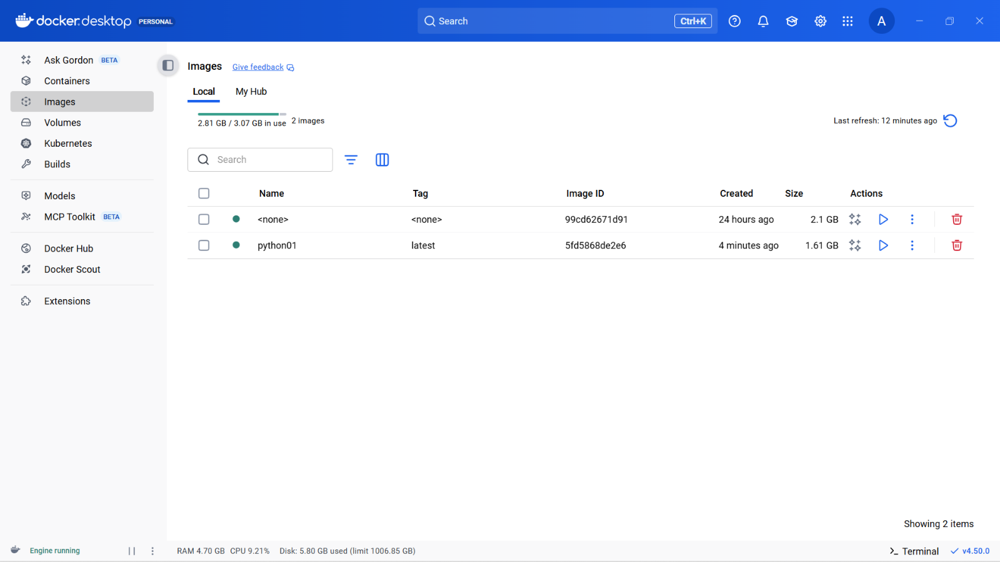 docker.desktop PERSONAL
Search
Ctrl+K
A
Ask Gordon BETA
Containers
Images
Volumes
Kubernetes
Builds
Models
MCP Toolkit BETA
Docker Hub
Docker Scout
Extensions
Images Give feedback
Local My Hub
2.81 GB / 3.07 GB in use 2 images
Last refresh: 12 minutes ago
Search
Name Tag Image ID Created Size Actions
<none> <none> 99cd62671d91 24 hours ago 2.1 GB
python01 latest 5fd5868de2e6 4 minutes ago 1.61 GB
Showing 2 items
Engine running
RAM 4.70 GB CPU 9.21% Disk: 5.80 GB used (limit 1006.85 GB)
Terminal v4.50.0